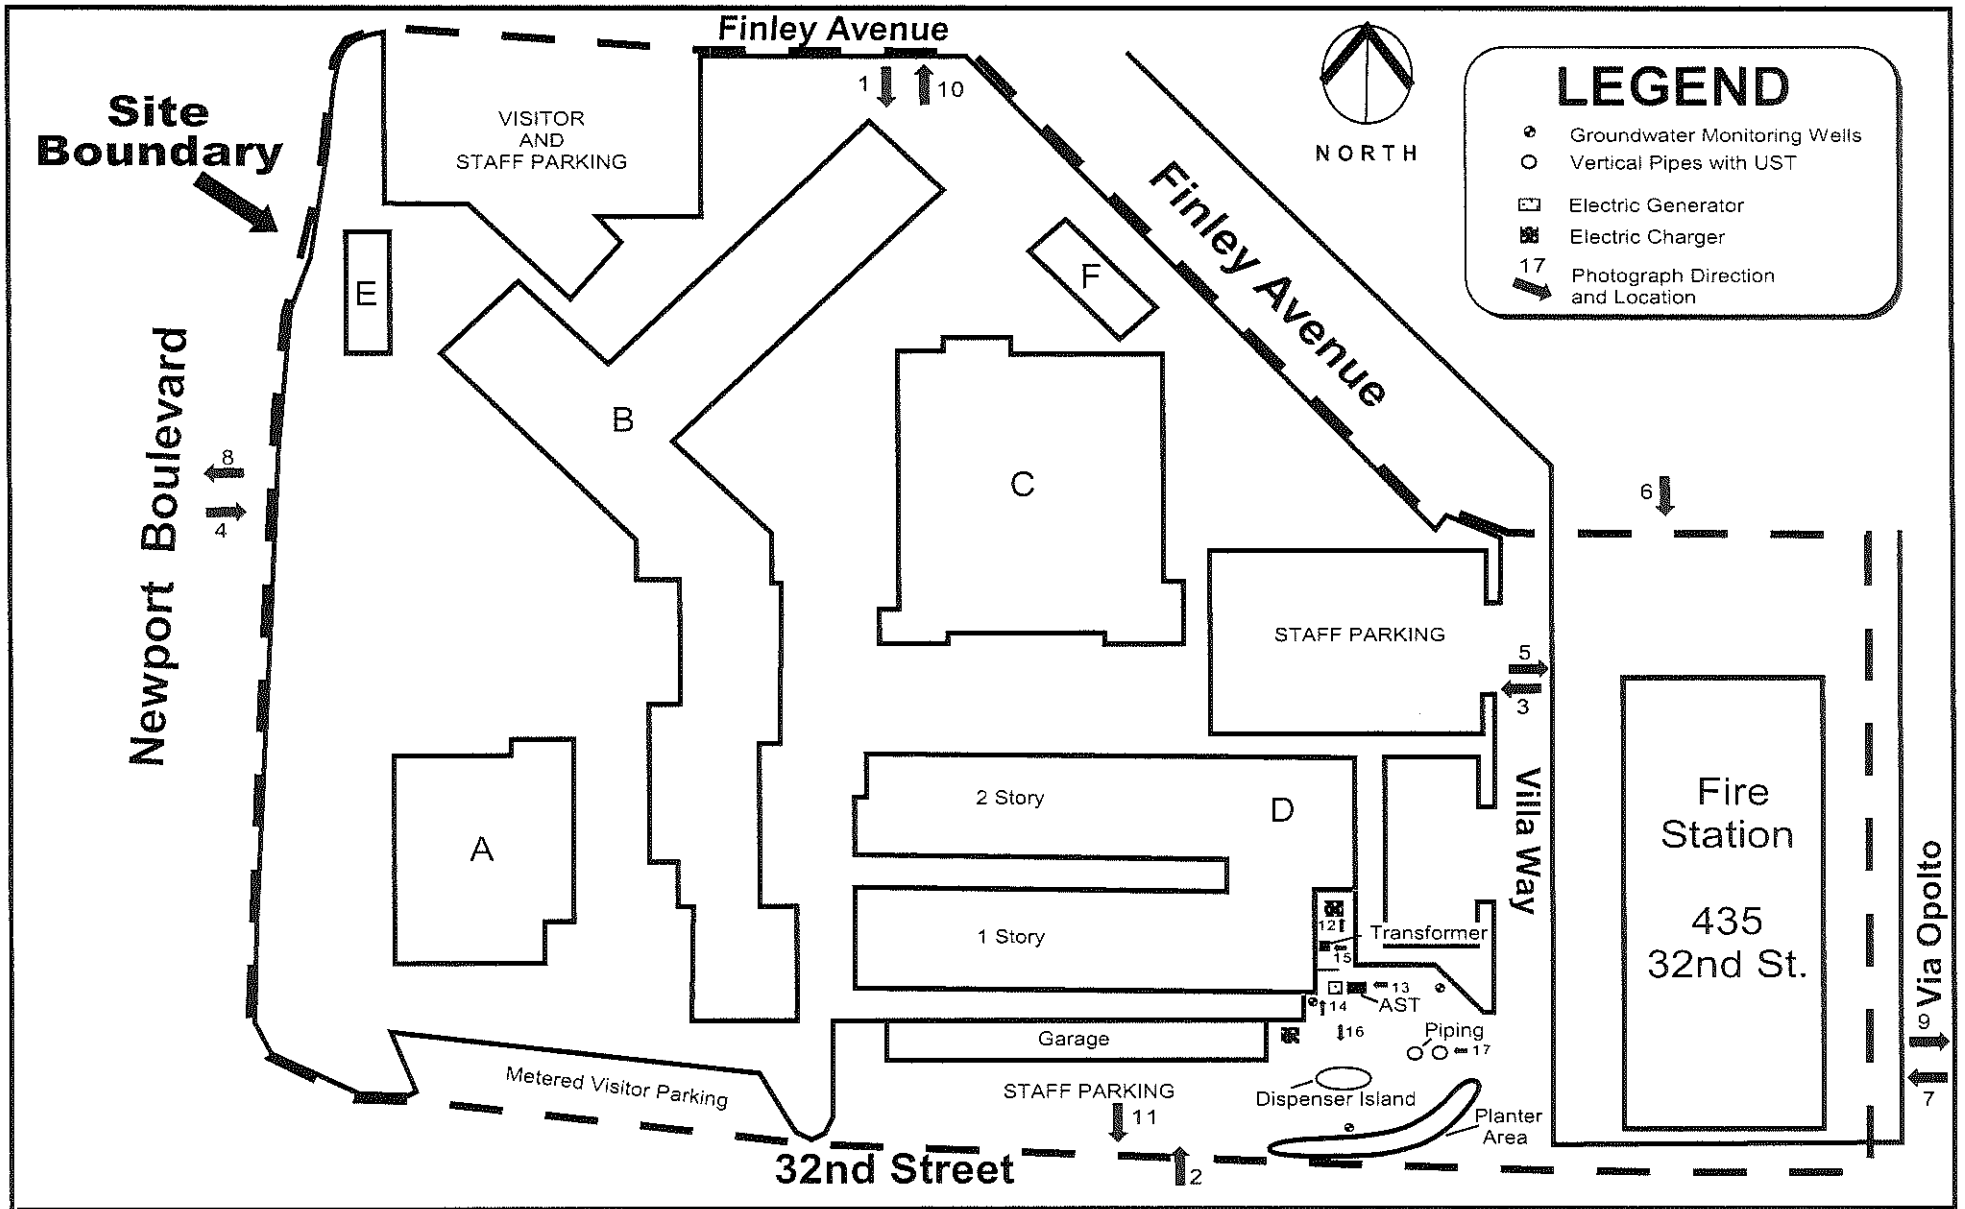 Finley Avenue
1
10
VISITOR
AND
STAFF PARKING
Site
Boundary
NORTH
LEGEND
Groundwater Monitoring Wells
Vertical Pipes with UST
Electric Generator
Electric Charger
17
Photograph Direction
and Location
Finley Avenue
E
F
B
C
Newport Boulevard
8
4
6
STAFF PARKING
5
3
A
2 Story
D
1 Story
Villa Way
Fire
Station
435
32nd St.
Via Opolto
9
7
12
Transformer
15
13
AST
14
16
Piping
17
Garage
Metered Visitor Parking
STAFF PARKING
11
Dispenser Island
Planter
Area
32nd Street
2